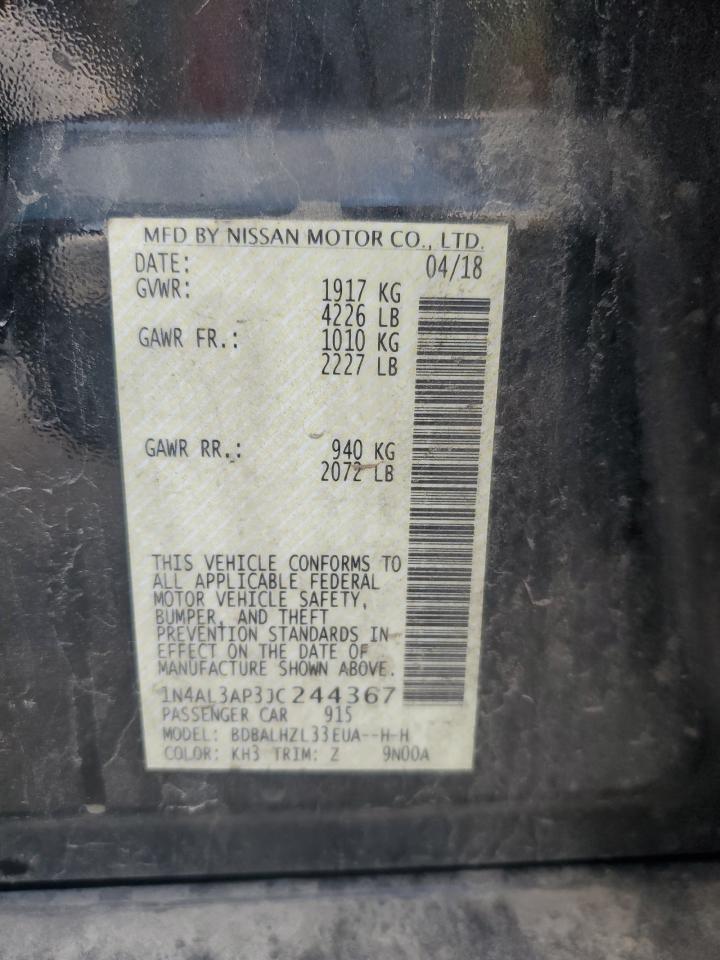 MFD BY NISSAN MOTOR CO., LTD.
DATE: 04/18
GVWR: 1917 KG
4226 LB
GAWR FR.: 1010 KG
2227 LB
GAWR RR.: 940 KG
2072 LB
THIS VEHICLE CONFORMS TO
ALL APPLICABLE FEDERAL
MOTOR VEHICLE SAFETY,
BUMPER, AND THEFT
PREVENTION STANDARDS IN
EFFECT ON THE DATE OF
MANUFACTURE SHOWN ABOVE.
1N4AL3AP3JC244367
PASSENGER CAR 915
MODEL: BDBALHZL33EUA--H-H
COLOR: KH3 TRIM: Z 9N00A